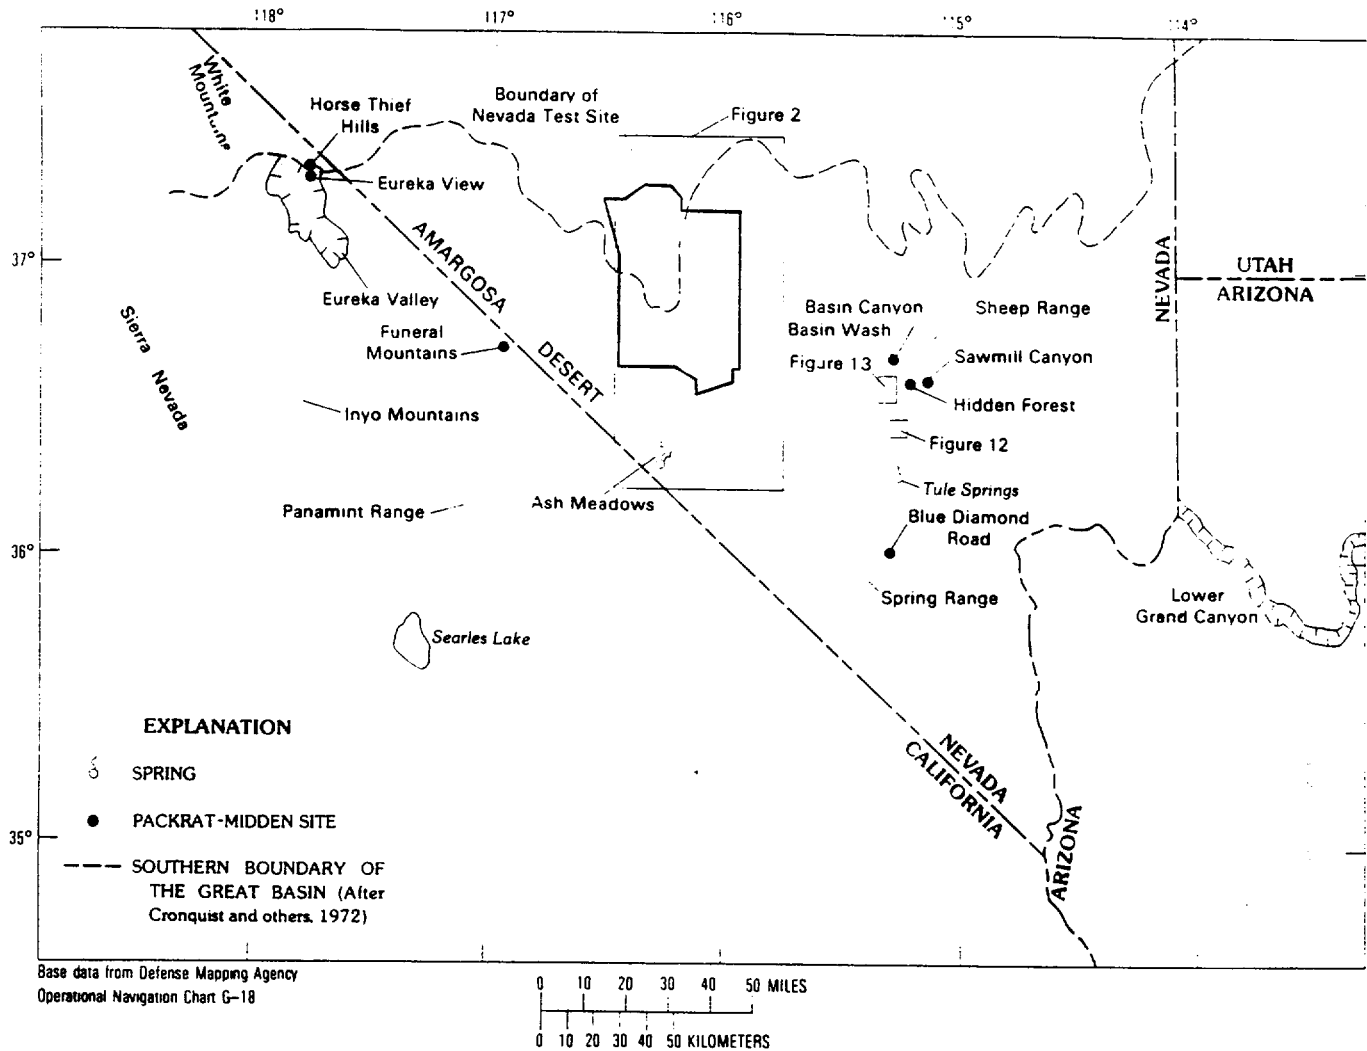 118° 117° 116° 115° 114°
White
Mountains
Horse Thief
Hills
Boundary of
Nevada Test Site
Figure 2
Eureka View
37°
AMARGOSA
DESERT
NEVADA
UTAH
ARIZONA
Eureka Valley
Basin Canyon
Basin Wash
Sheep Range
Sierra Nevada
Funeral
Mountains
Figure 13
Sawmill Canyon
Inyo Mountains
Hidden Forest
Figure 12
Tule Springs
Ash Meadows
Panamint Range
Blue Diamond
Road
36°
Spring Range
Lower
Grand Canyon
Searles Lake
NEVADA
CALIFORNIA
ARIZONA
EXPLANATION
SPRING
PACKRAT-MIDDEN SITE
35°
SOUTHERN BOUNDARY OF
THE GREAT BASIN (After
Cronquist and others, 1972)
Base data from Defense Mapping Agency
Operational Navigation Chart G-18
0 10 20 30 40 50 MILES
0 10 20 30 40 50 KILOMETERS